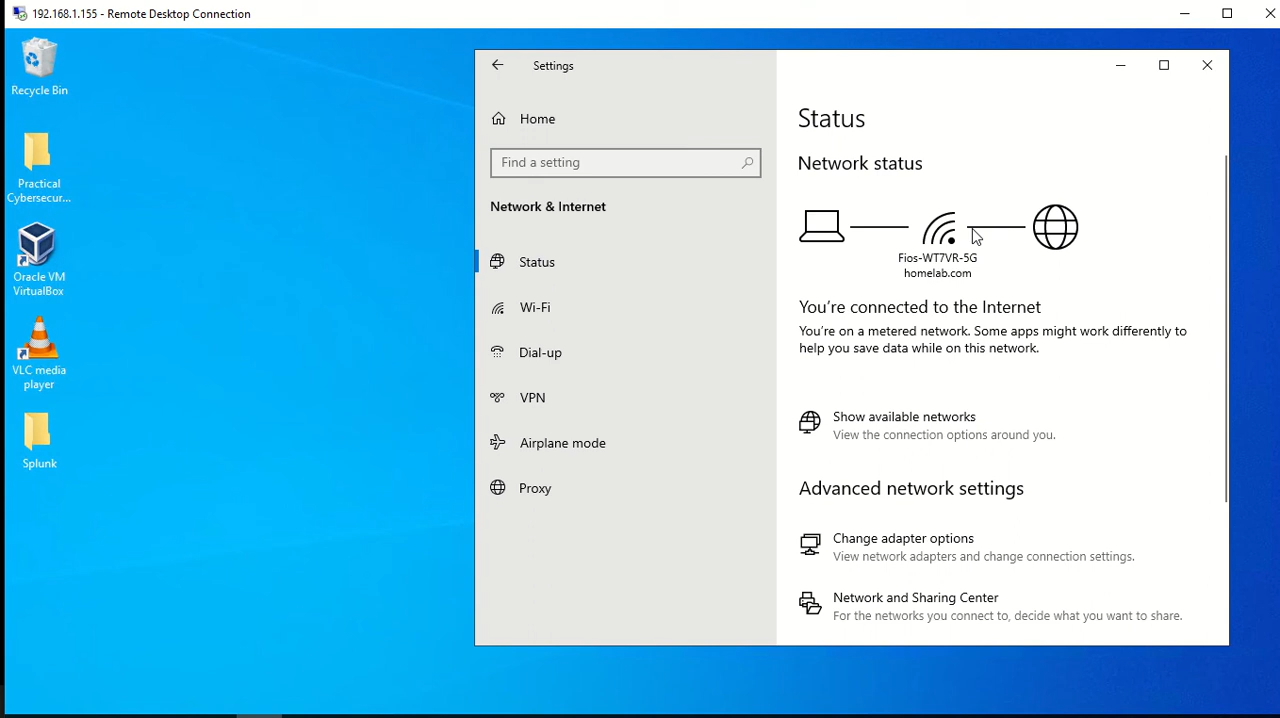 192.168.1.155 - Remote Desktop Connection
Recycle Bin
Practical
Cybersecur...
Oracle VM
VirtualBox
VLC media
player
Splunk
Settings
Home
Find a setting
Network & Internet
Status
Wi-Fi
Dial-up
VPN
Airplane mode
Proxy
Status
Network status
Fios-WT7VR-5G
homelab.com
You're connected to the Internet
You're on a metered network. Some apps might work differently to
help you save data while on this network.
Show available networks
View the connection options around you.
Advanced network settings
Change adapter options
View network adapters and change connection settings.
Network and Sharing Center
For the networks you connect to, decide what you want to share.